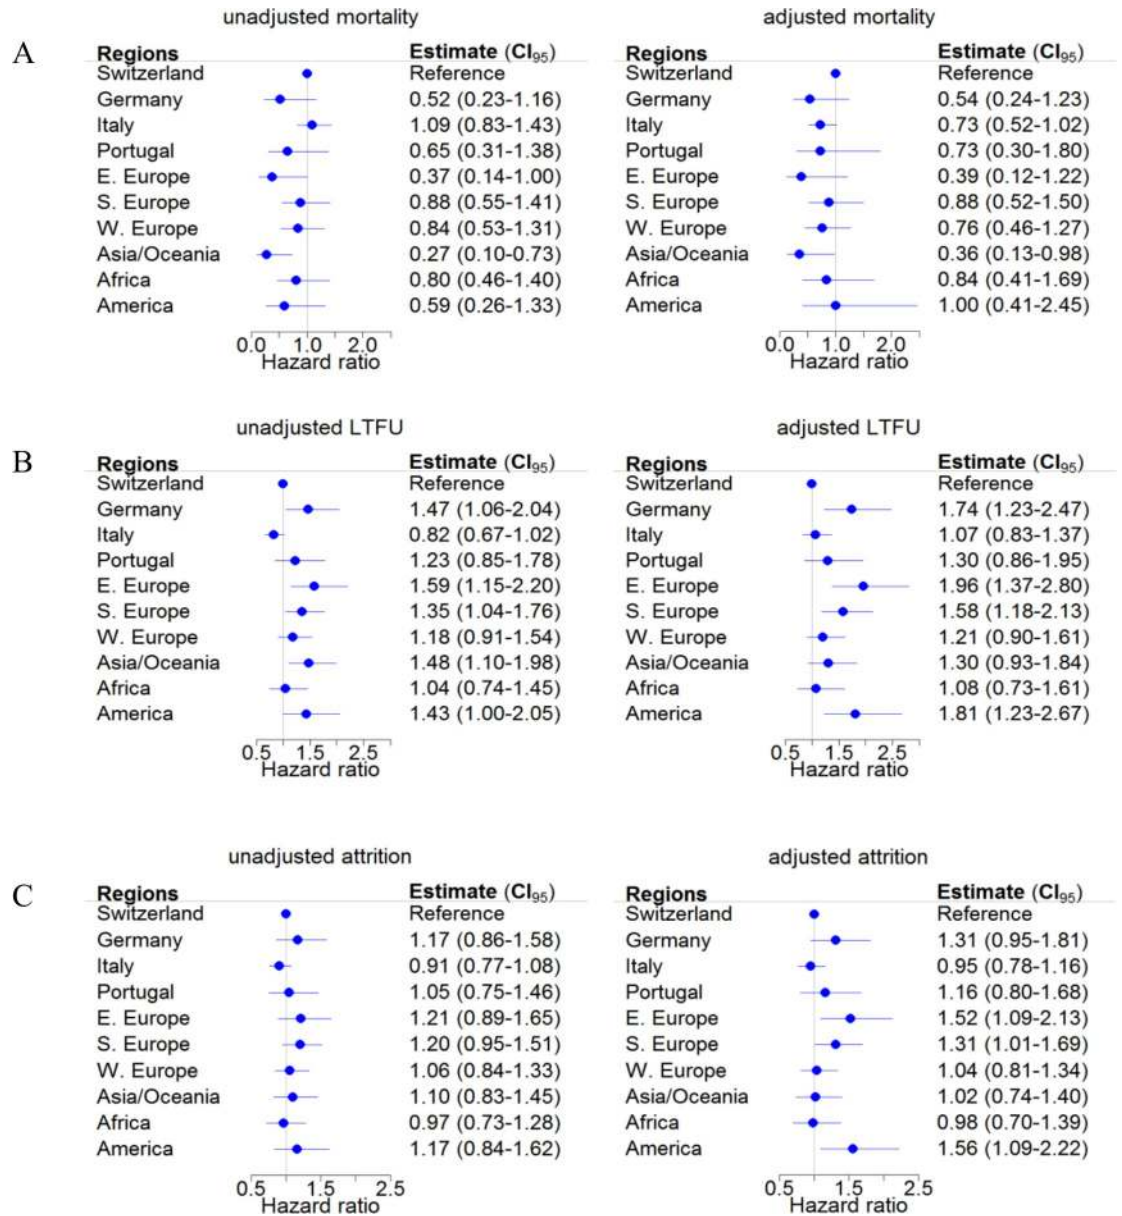 A
unadjusted mortality
Regions Estimate (CI95)
Switzerland Reference
Germany 0.52 (0.23-1.16)
Italy 1.09 (0.83-1.43)
Portugal 0.65 (0.31-1.38)
E. Europe 0.37 (0.14-1.00)
S. Europe 0.88 (0.55-1.41)
W. Europe 0.84 (0.53-1.31)
Asia/Oceania 0.27 (0.10-0.73)
Africa 0.80 (0.46-1.40)
America 0.59 (0.26-1.33)
0.0 1.0 2.0
Hazard ratio
adjusted mortality
Regions Estimate (CI95)
Switzerland Reference
Germany 0.54 (0.24-1.23)
Italy 0.73 (0.52-1.02)
Portugal 0.73 (0.30-1.80)
E. Europe 0.39 (0.12-1.22)
S. Europe 0.88 (0.52-1.50)
W. Europe 0.76 (0.46-1.27)
Asia/Oceania 0.36 (0.13-0.98)
Africa 0.84 (0.41-1.69)
America 1.00 (0.41-2.45)
0.0 1.0 2.0
Hazard ratio
B
unadjusted LTFU
Regions Estimate (CI95)
Switzerland Reference
Germany 1.47 (1.06-2.04)
Italy 0.82 (0.67-1.02)
Portugal 1.23 (0.85-1.78)
E. Europe 1.59 (1.15-2.20)
S. Europe 1.35 (1.04-1.76)
W. Europe 1.18 (0.91-1.54)
Asia/Oceania 1.48 (1.10-1.98)
Africa 1.04 (0.74-1.45)
America 1.43 (1.00-2.05)
0.5 1.5 2.5
Hazard ratio
adjusted LTFU
Regions Estimate (CI95)
Switzerland Reference
Germany 1.74 (1.23-2.47)
Italy 1.07 (0.83-1.37)
Portugal 1.30 (0.86-1.95)
E. Europe 1.96 (1.37-2.80)
S. Europe 1.58 (1.18-2.13)
W. Europe 1.21 (0.90-1.61)
Asia/Oceania 1.30 (0.93-1.84)
Africa 1.08 (0.73-1.61)
America 1.81 (1.23-2.67)
0.5 1.5 2.5
Hazard ratio
C
unadjusted attrition
Regions Estimate (CI95)
Switzerland Reference
Germany 1.17 (0.86-1.58)
Italy 0.91 (0.77-1.08)
Portugal 1.05 (0.75-1.46)
E. Europe 1.21 (0.89-1.65)
S. Europe 1.20 (0.95-1.51)
W. Europe 1.06 (0.84-1.33)
Asia/Oceania 1.10 (0.83-1.45)
Africa 0.97 (0.73-1.28)
America 1.17 (0.84-1.62)
0.5 1.5 2.5
Hazard ratio
adjusted attrition
Regions Estimate (CI95)
Switzerland Reference
Germany 1.31 (0.95-1.81)
Italy 0.95 (0.78-1.16)
Portugal 1.16 (0.80-1.68)
E. Europe 1.52 (1.09-2.13)
S. Europe 1.31 (1.01-1.69)
W. Europe 1.04 (0.81-1.34)
Asia/Oceania 1.02 (0.74-1.40)
Africa 0.98 (0.70-1.39)
America 1.56 (1.09-2.22)
0.5 1.5 2.5
Hazard ratio